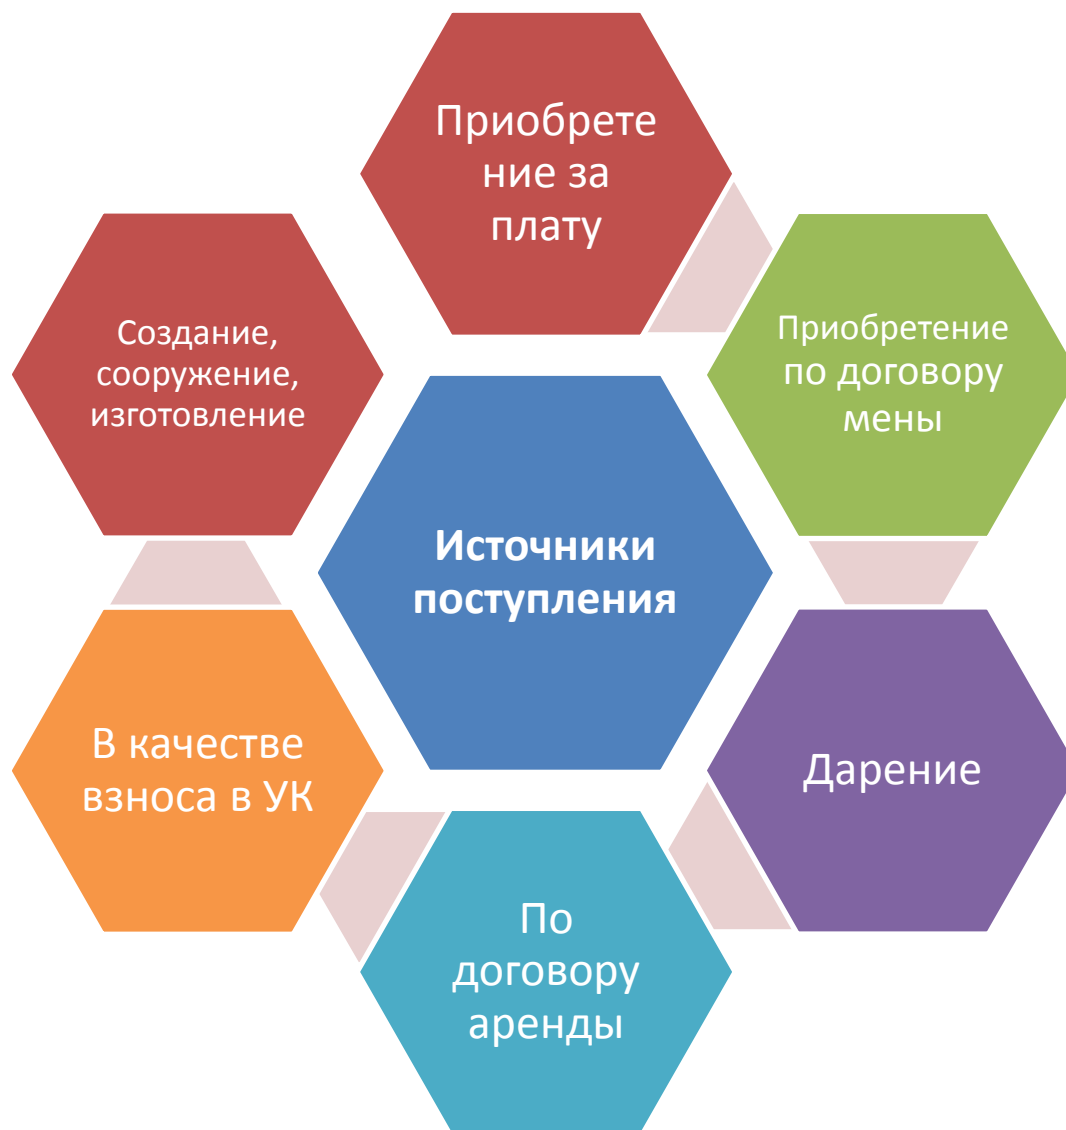 Приобрете
ние за
плату
Создание,
сооружение,
изготовление
Приобретение
по договору
мены
Источники
поступления
В качестве
взноса в УК
Дарение
По
договору
аренды